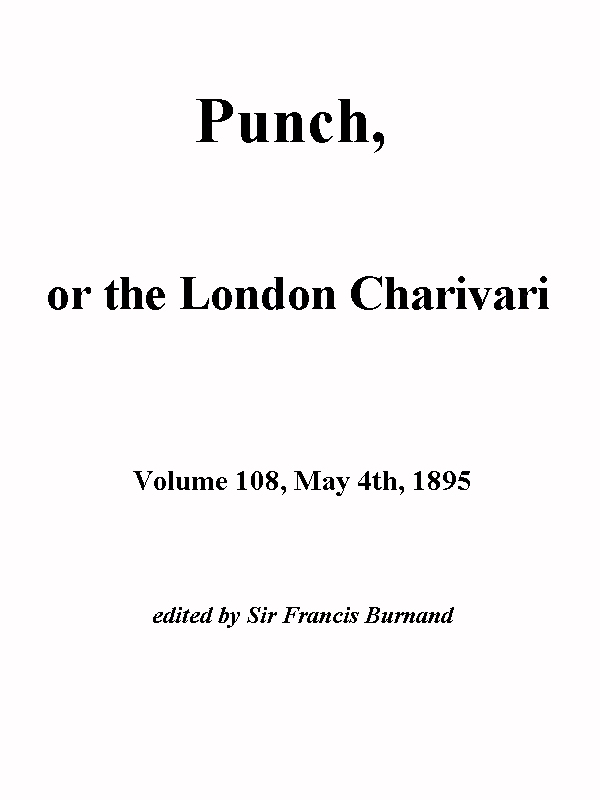 Punch,
or the London Charivari
Volume 108, May 4th, 1895
edited by Sir Francis Burnand